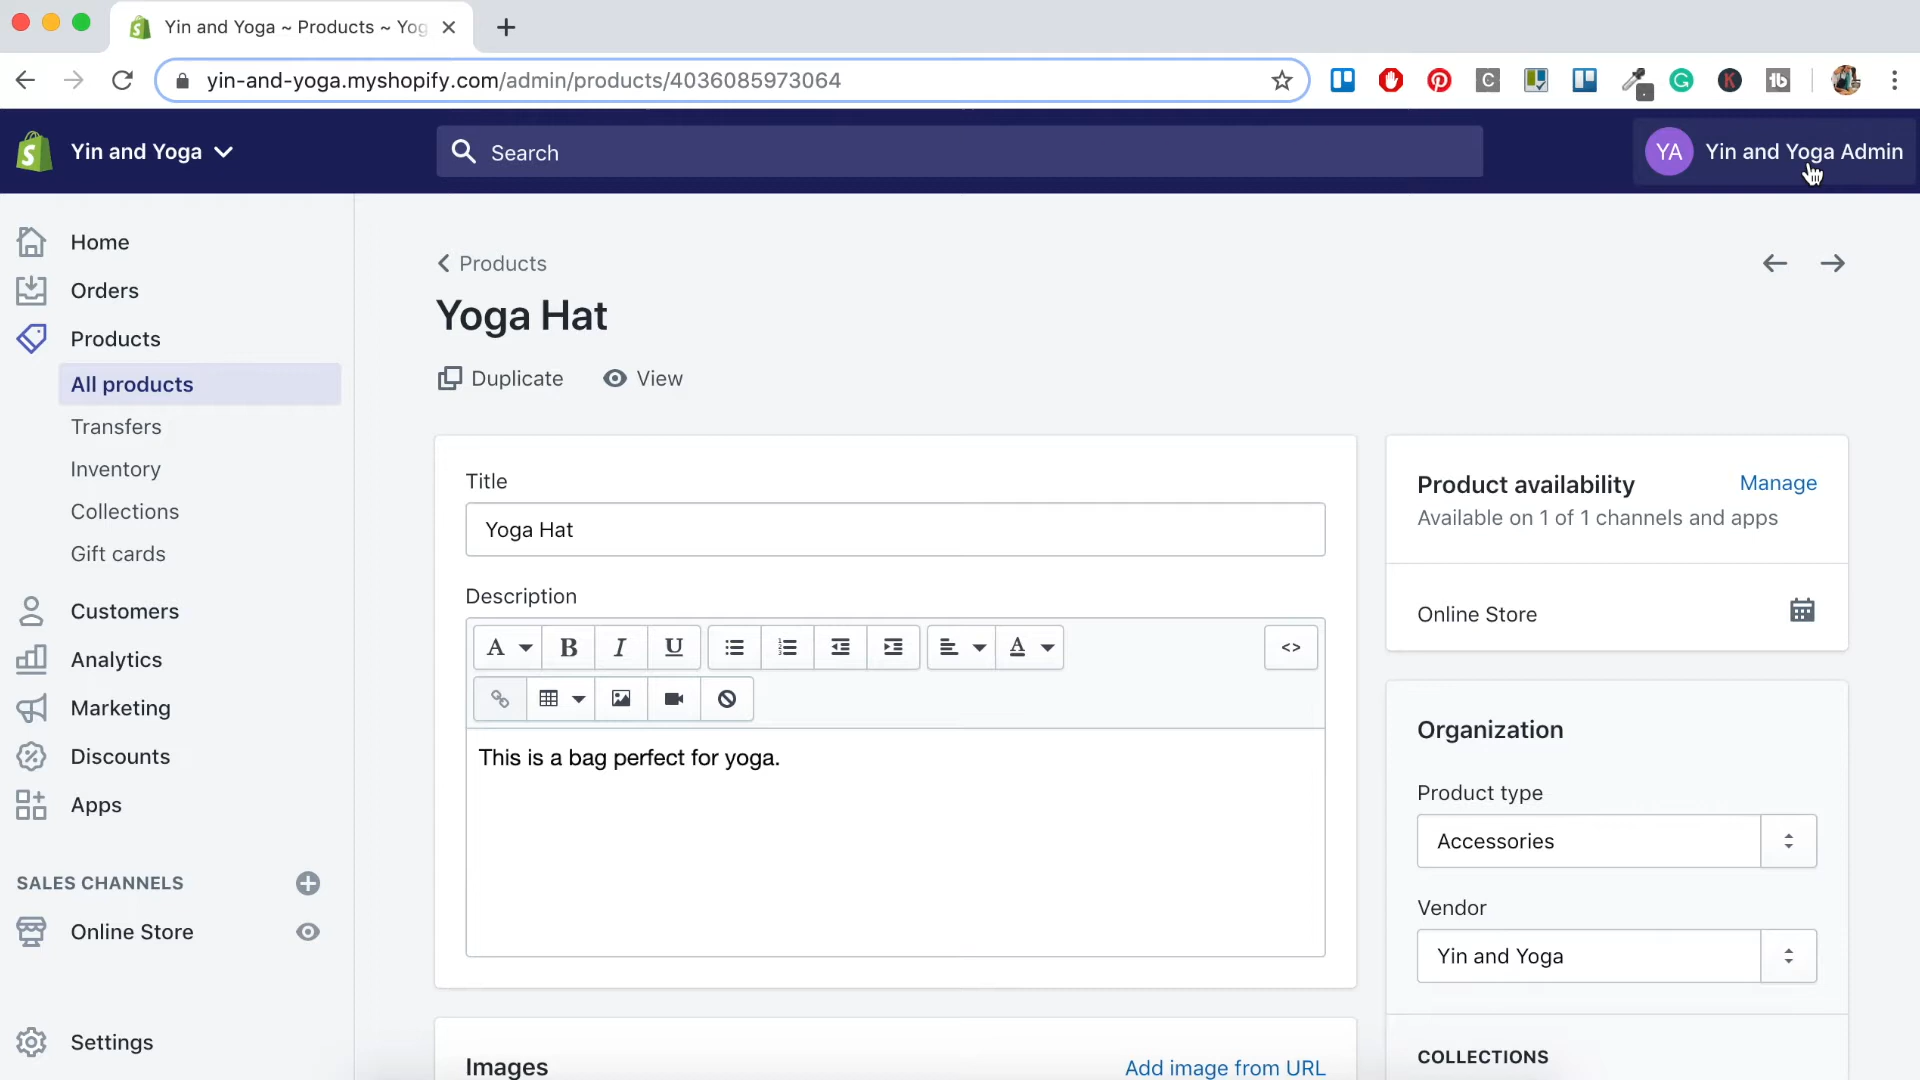 Yin and Yoga ~ Products ~ Yog
yin-and-yoga.myshopify.com/admin/products/4036085973064
Yin and Yoga
Search
YA
Yin and Yoga Admin
Home
Orders
Products
All products
Transfers
Inventory
Collections
Gift cards
Customers
Analytics
Marketing
Discounts
Apps
SALES CHANNELS
Online Store
Settings
Products
Yoga Hat
Duplicate
View
Title
Yoga Hat
Description
A B I U A <>
This is a bag perfect for yoga.
Images
Add image from URL
Product availability
Manage
Available on 1 of 1 channels and apps
Online Store
Organization
Product type
Accessories
Vendor
Yin and Yoga
COLLECTIONS